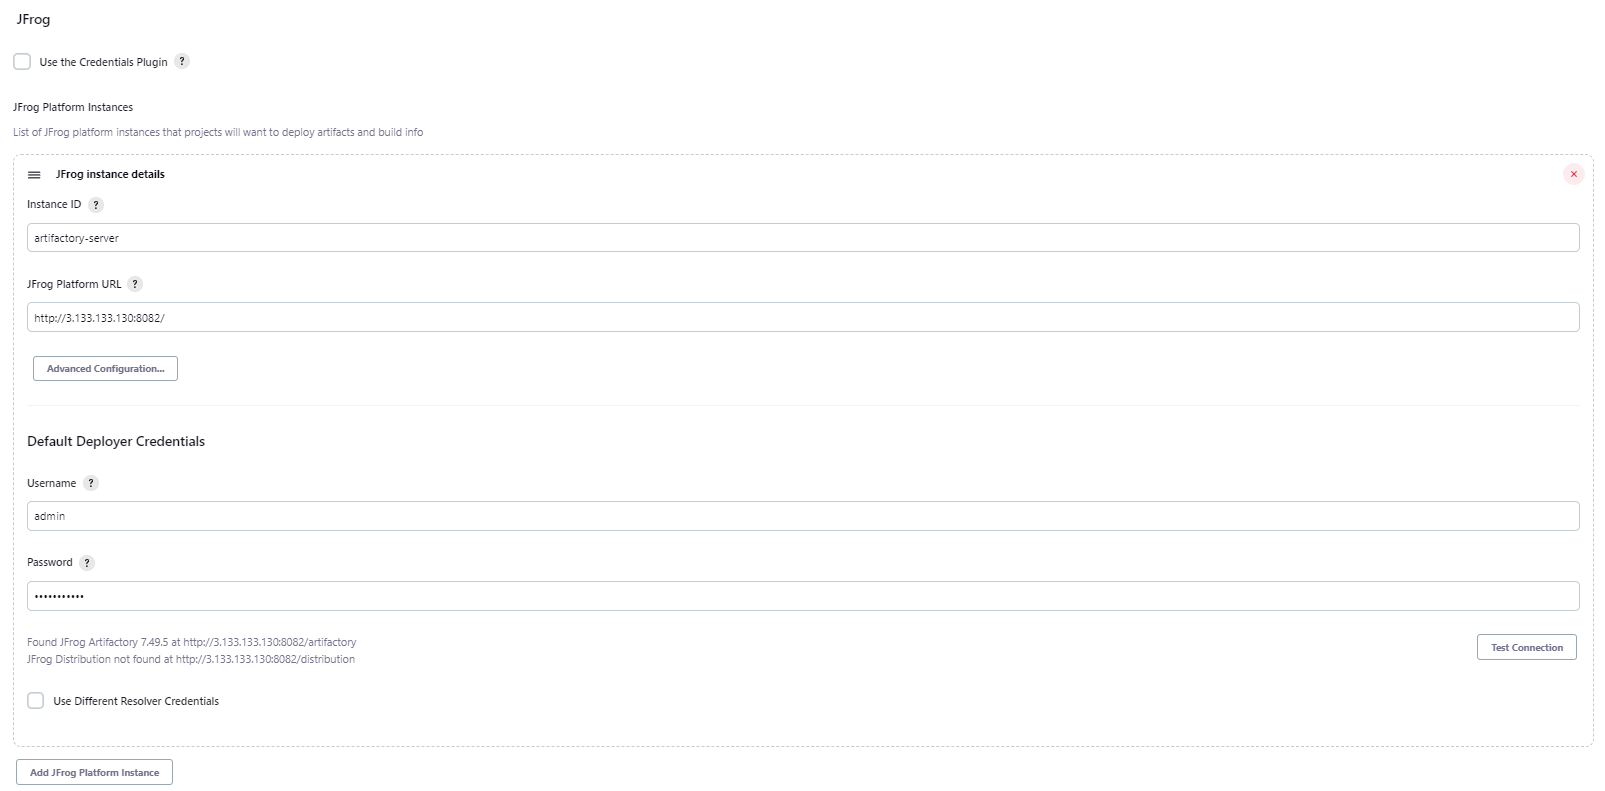 JFrog
Use the Credentials Plugin ?
JFrog Platform Instances
List of JFrog platform instances that projects will want to deploy artifacts and build info
JFrog instance details
Instance ID ?
artifactory-server
JFrog Platform URL ?
http://3.133.133.130:8082/
Advanced Configuration...
Default Deployer Credentials
Username ?
admin
Password ?
•••••••••••
Found JFrog Artifactory 7.49.5 at http://3.133.133.130:8082/artifactory
JFrog Distribution not found at http://3.133.133.130:8082/distribution
Test Connection
Use Different Resolver Credentials
Add JFrog Platform Instance